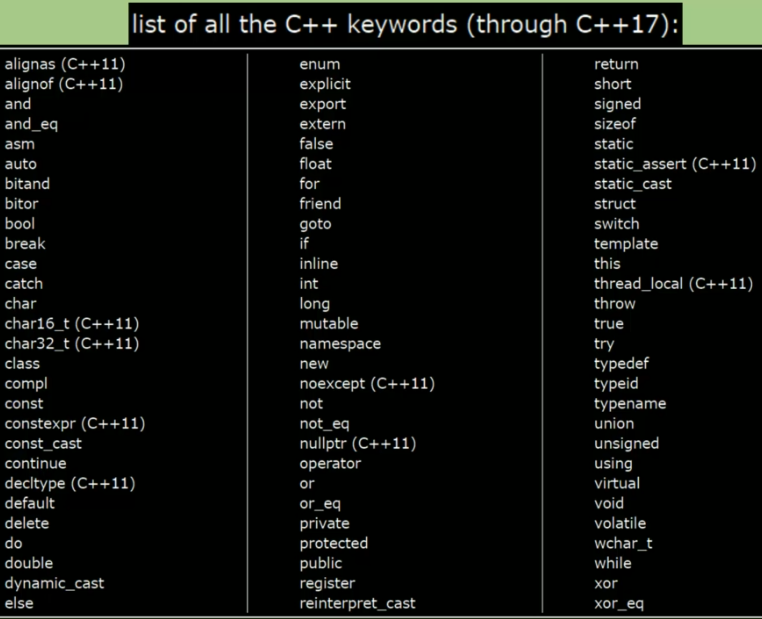 list of all the C++ keywords (through C++17):
alignas (C++11)
alignof (C++11)
and
and_eq
asm
auto
bitand
bitor
bool
break
case
catch
char
char16_t (C++11)
char32_t (C++11)
class
compl
const
constexpr (C++11)
const_cast
continue
decltype (C++11)
default
delete
do
double
dynamic_cast
else
enum
explicit
export
extern
false
float
for
friend
goto
if
inline
int
long
mutable
namespace
new
noexcept (C++11)
not
not_eq
nullptr (C++11)
operator
or
or_eq
private
protected
public
register
reinterpret_cast
return
short
signed
sizeof
static
static_assert (C++11)
static_cast
struct
switch
template
this
thread_local (C++11)
throw
true
try
typedef
typeid
typename
union
unsigned
using
virtual
void
volatile
wchar_t
while
xor
xor_eq